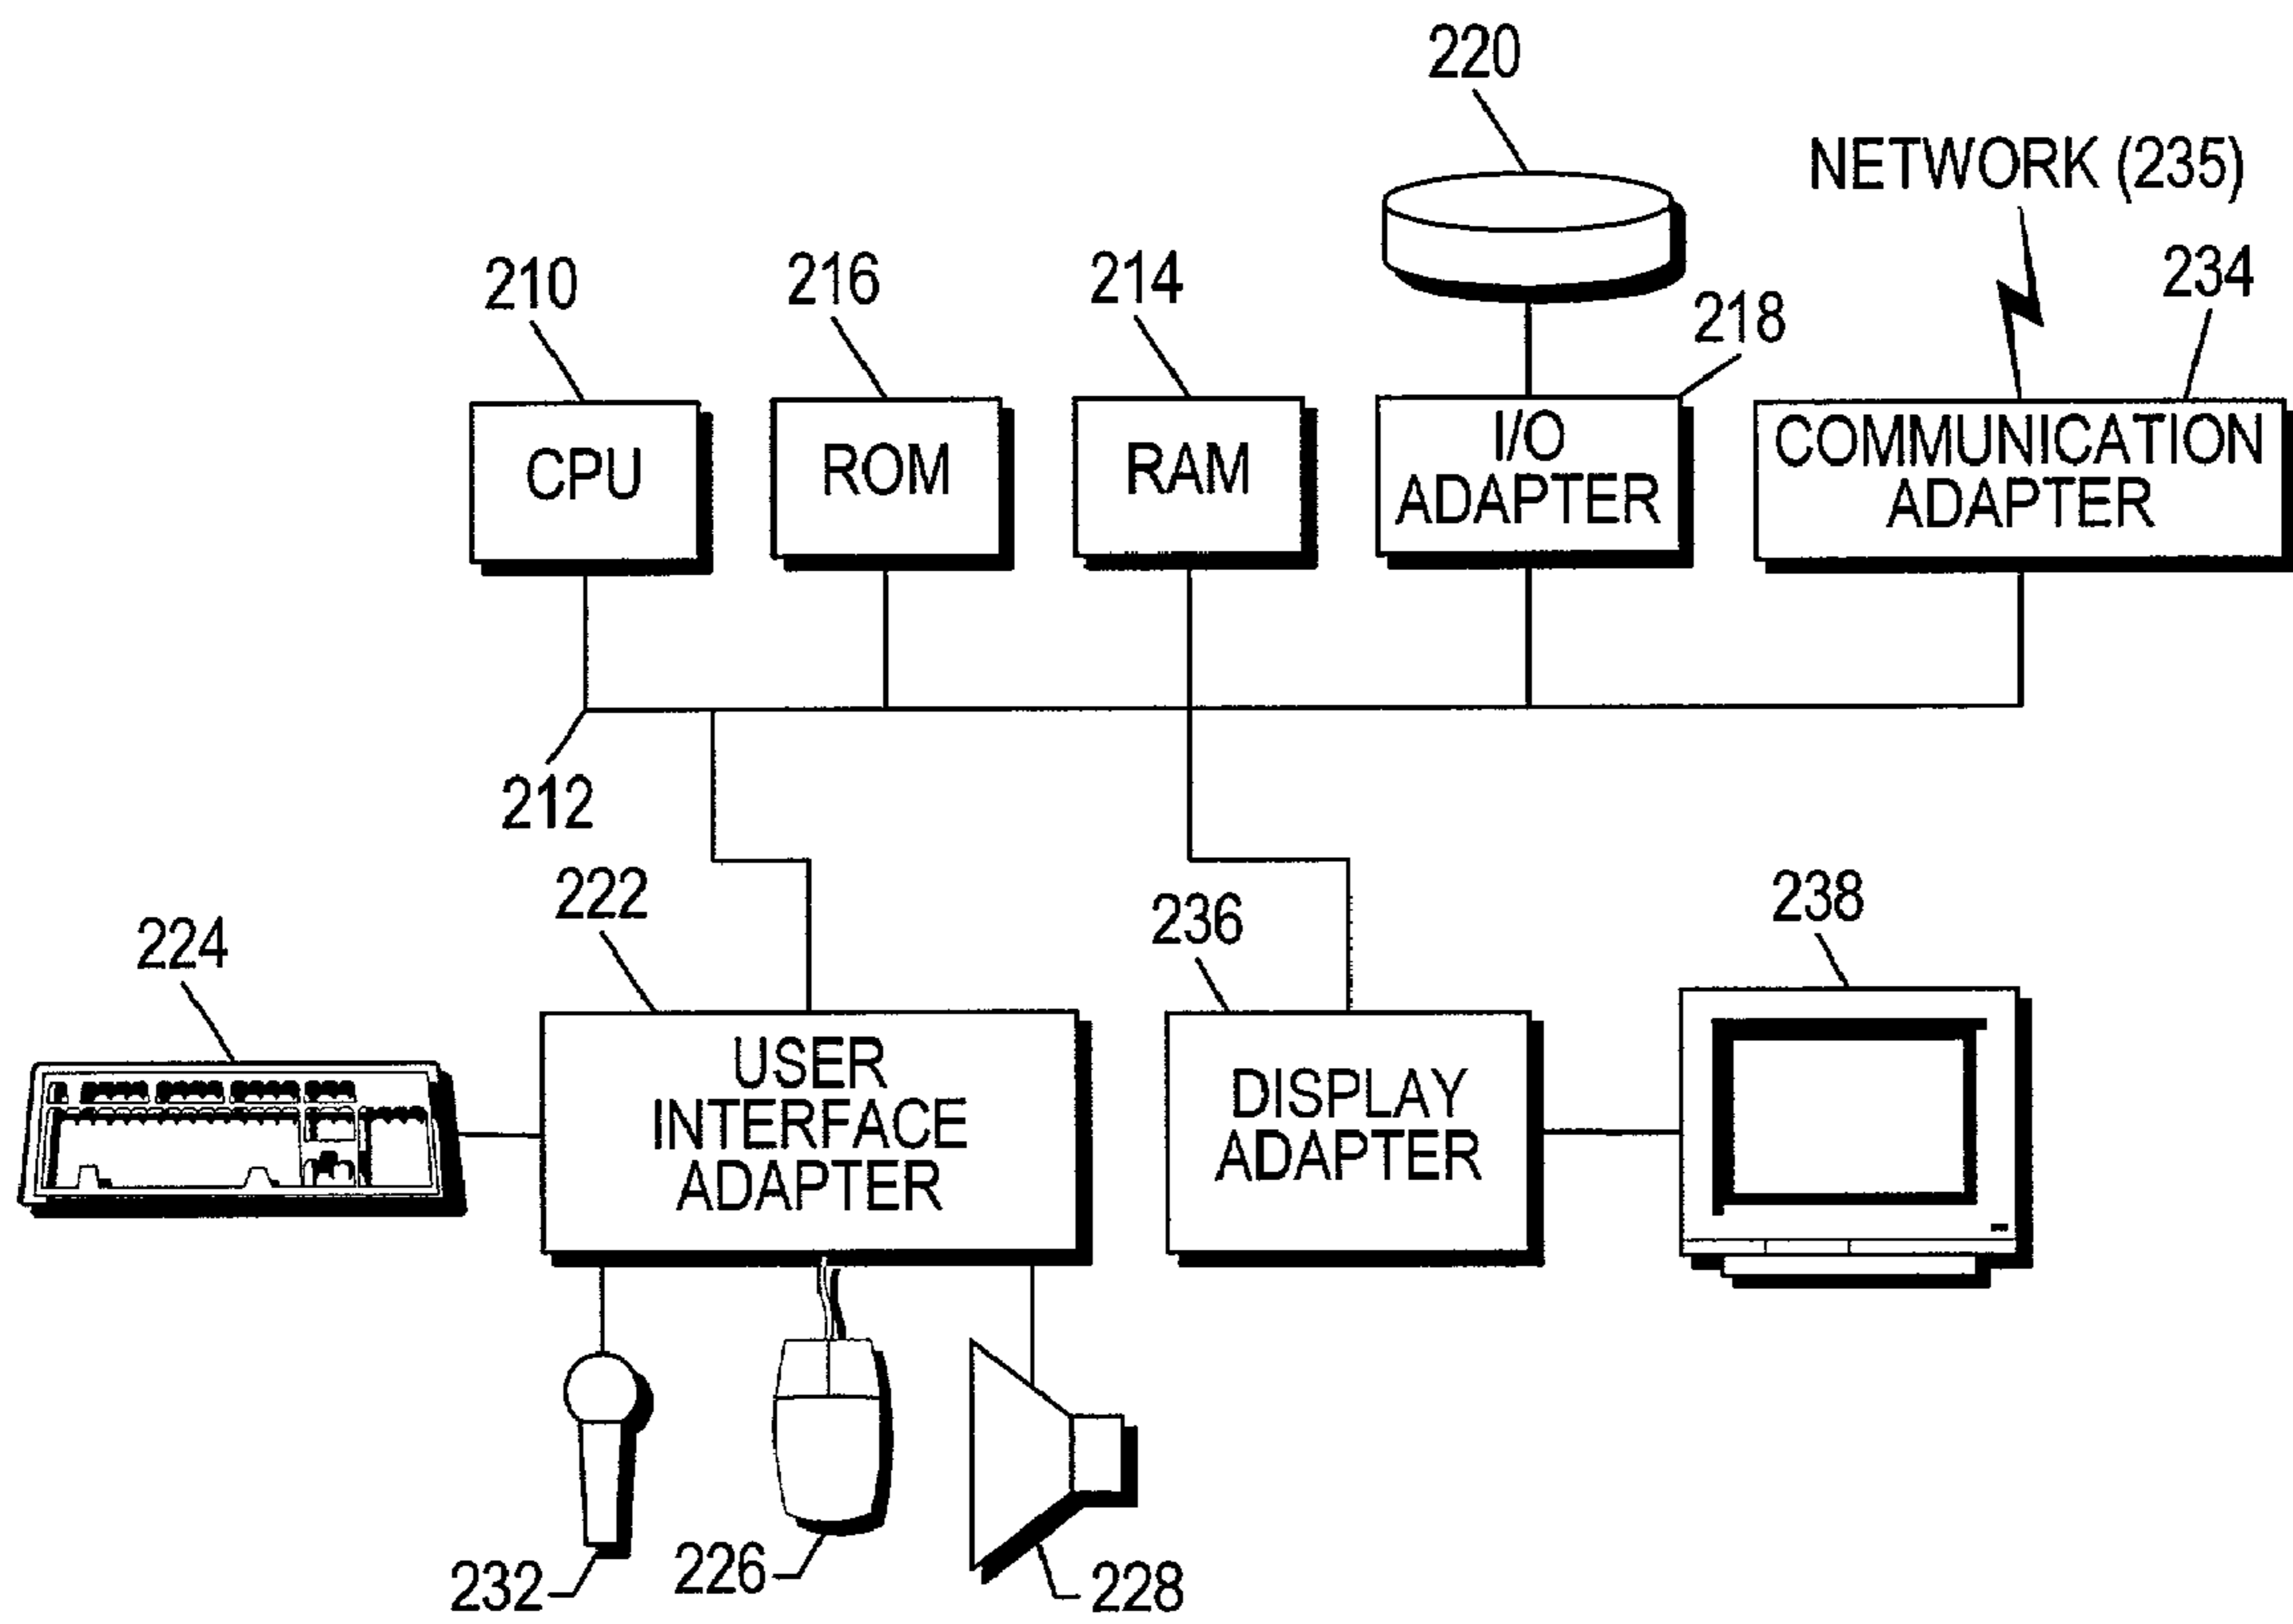 220
NETWORK (235)
210
216
214
218
234
CPU
ROM
RAM
I/O
ADAPTER
COMMUNICATION
ADAPTER
212
222
236
238
224
USER
INTERFACE
ADAPTER
DISPLAY
ADAPTER
232
226
228